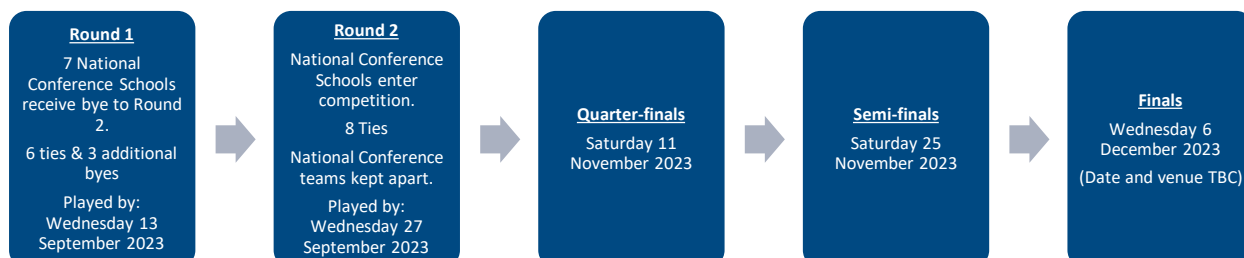 Round 1
7 National
Conference Schools
receive bye to Round
2.
6 ties & 3 additional
byes
Played by:
Wednesday 13
September 2023
Round 2
National Conference
Schools enter
competition.
8 Ties
National Conference
teams kept apart.
Played by:
Wednesday 27
September 2023
Quarter-finals
Saturday 11
November 2023
Semi-finals
Saturday 25
November 2023
Finals
Wednesday 6
December 2023
(Date and venue TBC)